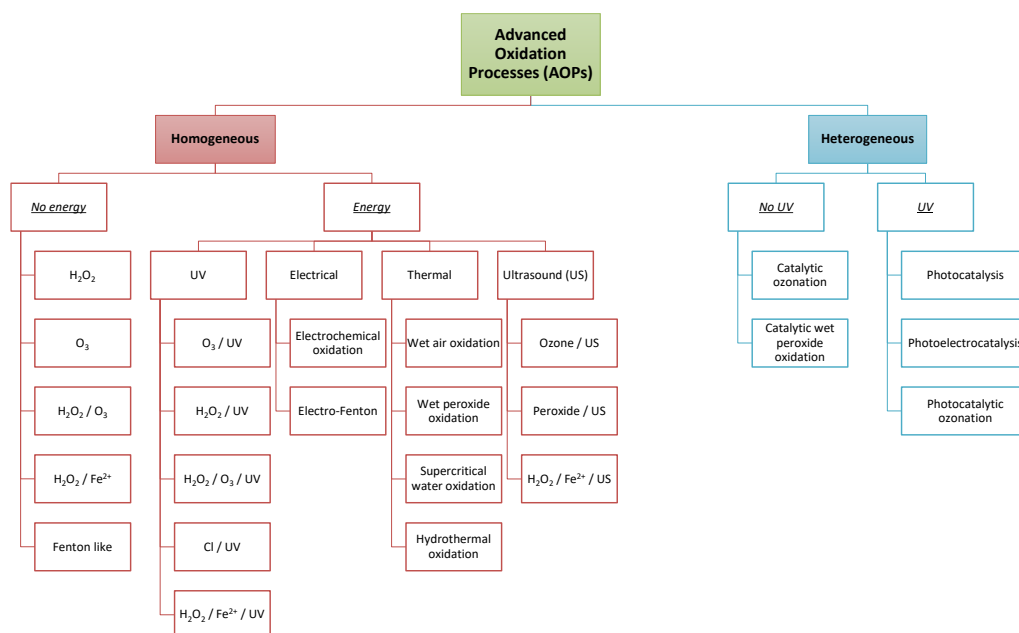 Advanced
Oxidation
Processes (AOPs)
Homogeneous
Heterogeneous
No energy
Energy
No UV
UV
H₂O₂
UV
Electrical
Thermal
Ultrasound (US)
Catalytic
ozonation
Photocatalysis
O₃
O₃ / UV
Electrochemical
oxidation
Wet air oxidation
Ozone / US
Catalytic wet
peroxide
oxidation
Photoelectrocatalysis
H₂O₂ / O₃
H₂O₂ / UV
Electro-Fenton
Wet peroxide
oxidation
Peroxide / US
Photocatalytic
ozonation
H₂O₂ / Fe²⁺
H₂O₂ / O₃ / UV
Supercritical
water oxidation
H₂O₂ / Fe²⁺ / US
Fenton like
Cl / UV
Hydrothermal
oxidation
H₂O₂ / Fe²⁺ / UV